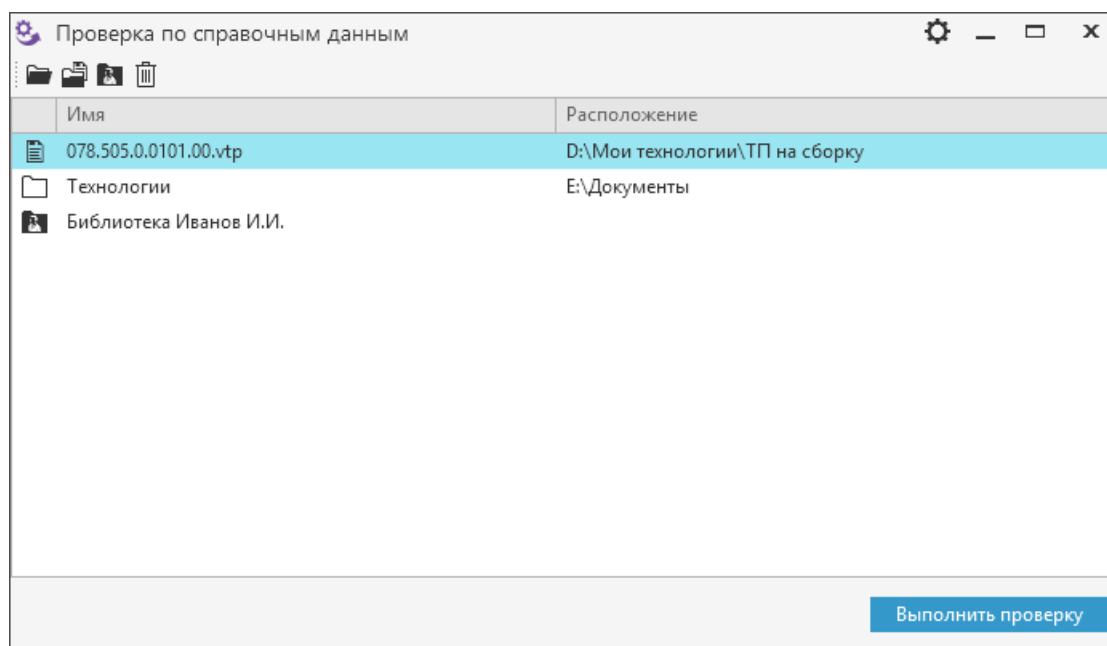 Проверка по справочным данным
Имя Расположение
078.505.0.0101.00.vtp D:\Мои технологии\ТП на сборку
Технологии E:\Документы
Библиотека Иванов И.И.
Выполнить проверку